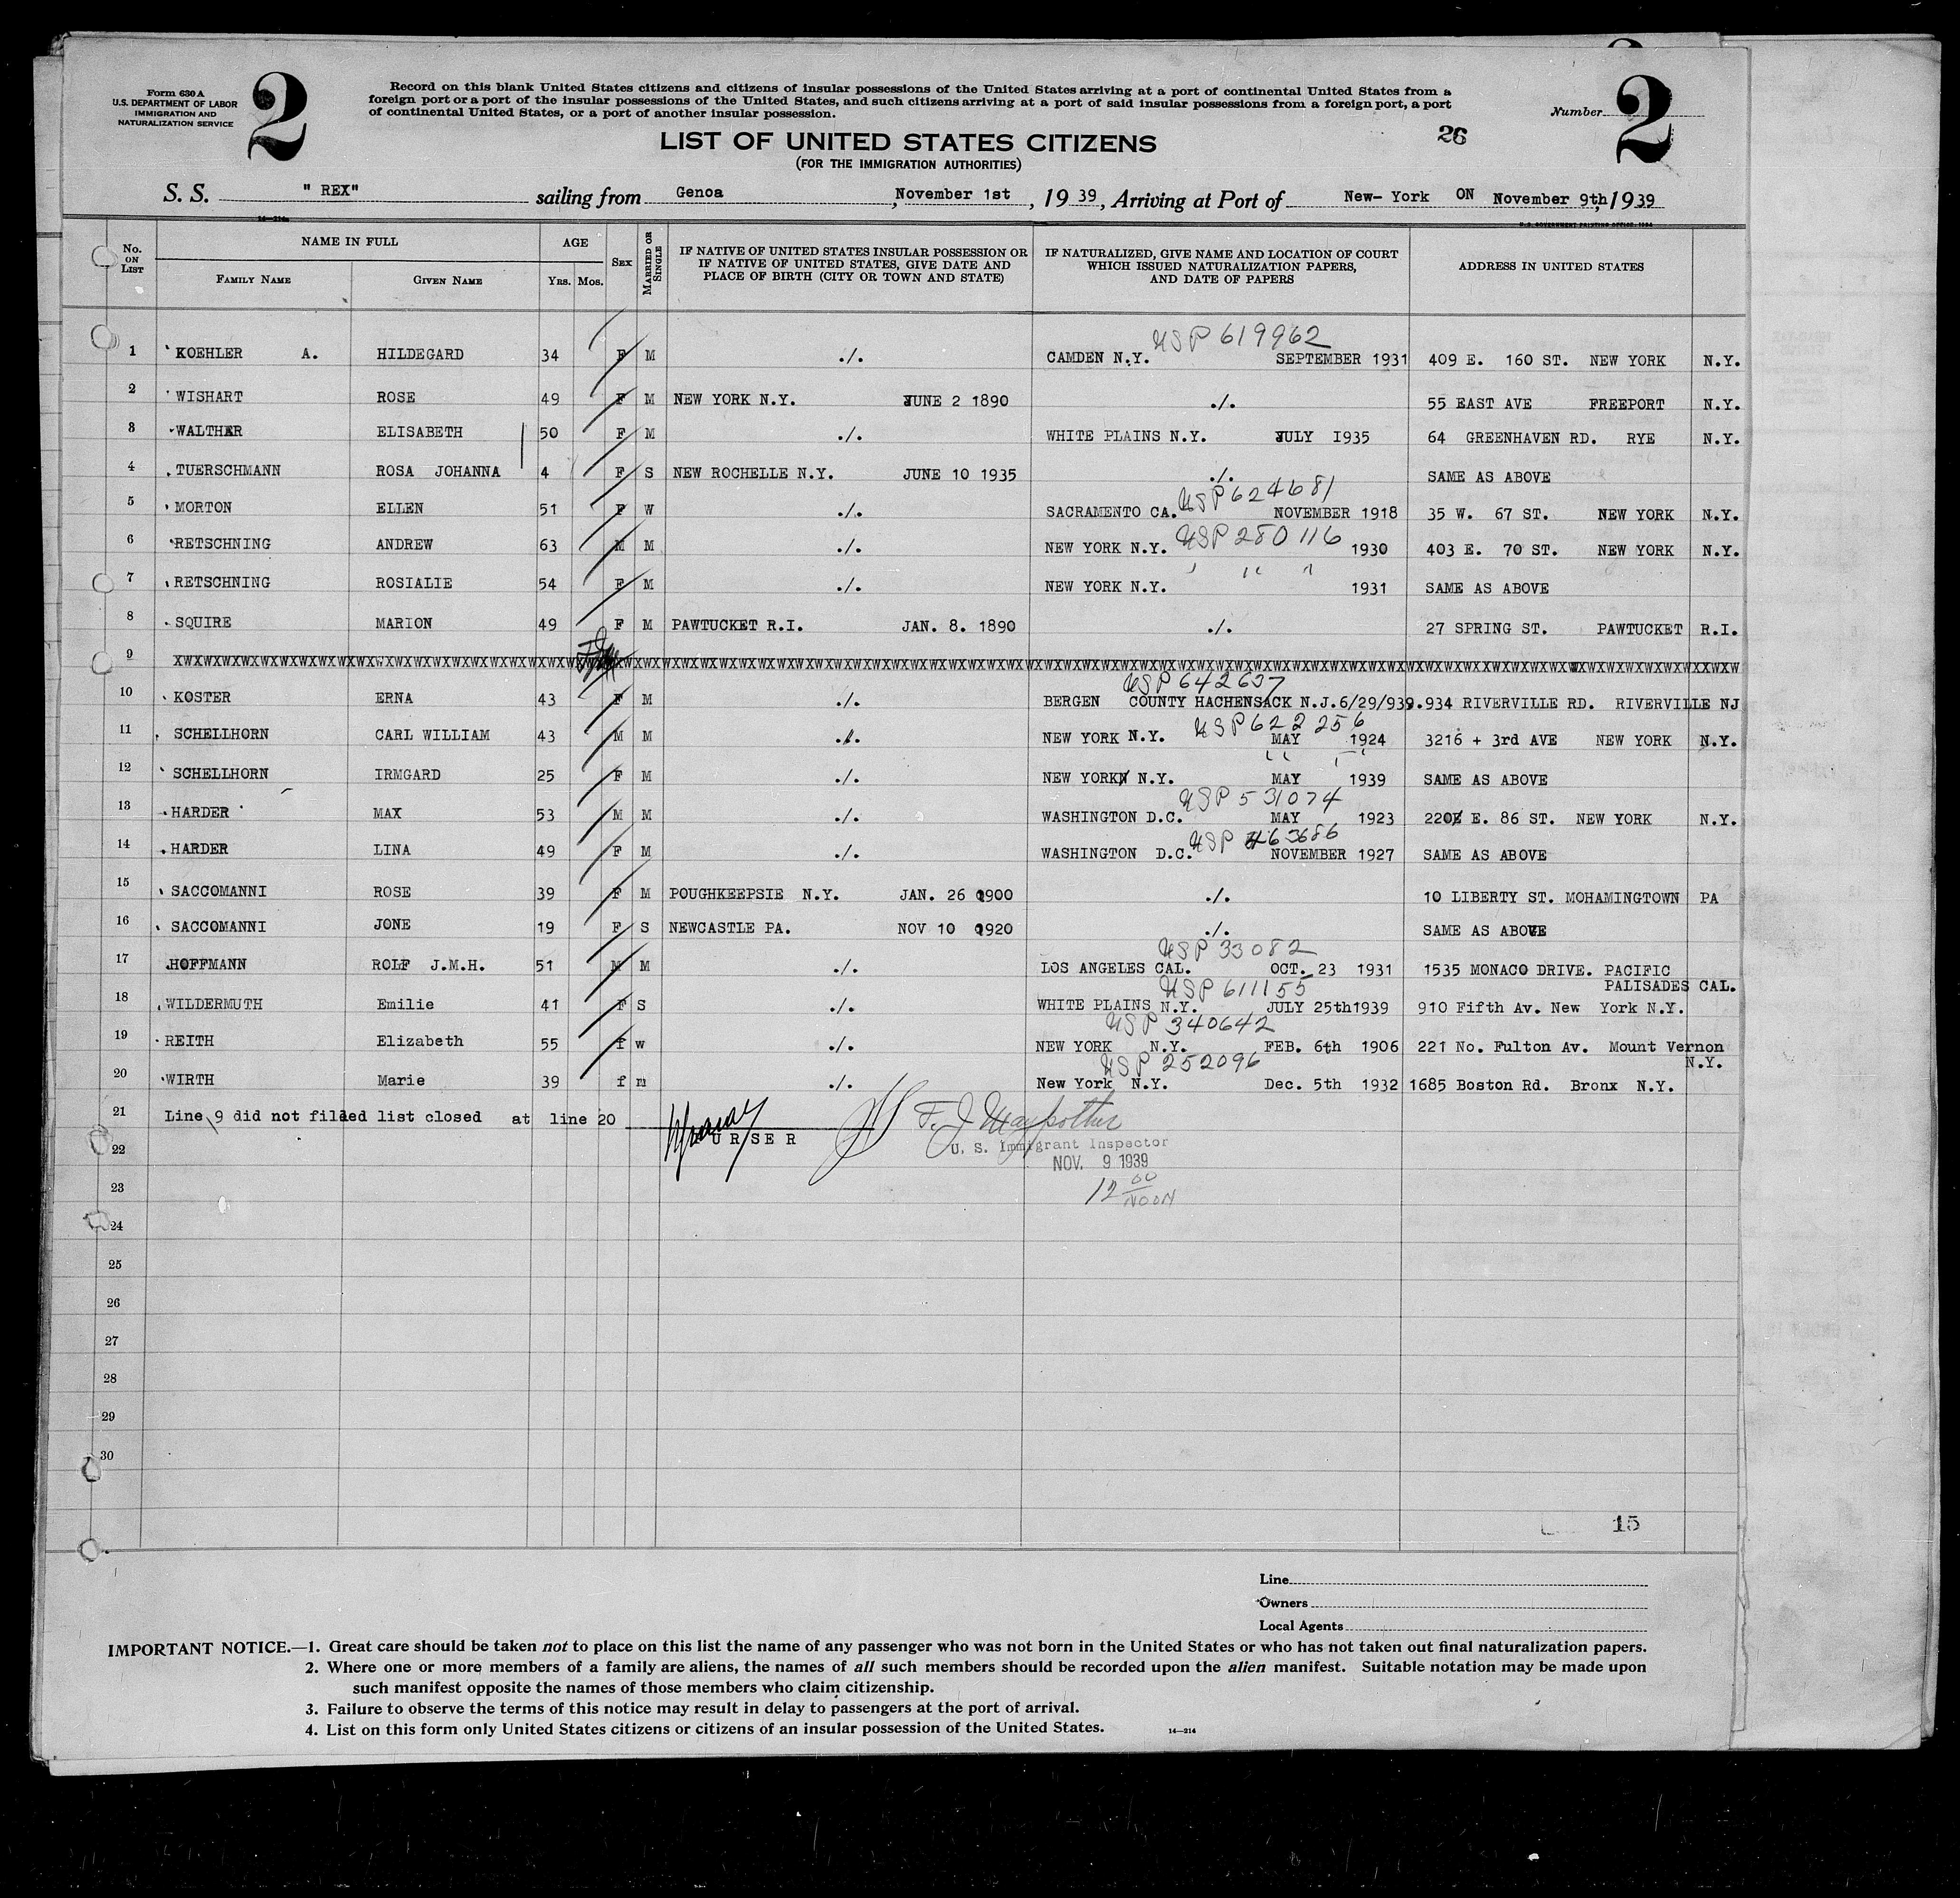 Form 630 A
U.S. DEPARTMENT OF LABOR
IMMIGRATION AND
NATURALIZATION SERVICE
2
Record on this blank United States citizens and citizens of insular possessions of the United States arriving at a port of continental United States from a
foreign port or a port of the insular possessions of the United States, and such citizens arriving at a port of said insular possessions from a foreign port, a port
of continental United States, or a port of another insular possession.
Number 2
26
LIST OF UNITED STATES CITIZENS
(FOR THE IMMIGRATION AUTHORITIES)
S. S. " REX" sailing from Genoa, November 1st, 1939, Arriving at Port of New- York ON November 9th, 1939
No. ON LIST NAME IN FULL AGE SEX MARRIED OR SINGLE IF NATIVE OF UNITED STATES INSULAR POSSESSION OR IF NATIVE OF UNITED STATES, GIVE DATE AND PLACE OF BIRTH (CITY OR TOWN AND STATE) IF NATURALIZED, GIVE NAME AND LOCATION OF COURT WHICH ISSUED NATURALIZATION PAPERS, AND DATE OF PAPERS ADDRESS IN UNITED STATES
FAMILY NAME GIVEN NAME YRS. MOS.
USP 619962
1 KOEHLER A. HILDEGARD 34 F M ./. CAMDEN N.Y. SEPTEMBER 1931 409 E. 160 ST. NEW YORK N.Y.
2 WISHART ROSE 49 F M NEW YORK N.Y. JUNE 2 1890 ./. 55 EAST AVE FREEPORT N.Y.
3 WALTHER ELISABETH 50 F M ./. WHITE PLAINS N.Y. JULY 1935 64 GREENHAVEN RD. RYE N.Y.
4 TUERSCHMANN ROSA JOHANNA 4 F S NEW ROCHELLE N.Y. JUNE 10 1935 ./. SAME AS ABOVE
USP 624681
5 MORTON ELLEN 51 F W ./. SACRAMENTO CA. NOVEMBER 1918 35 W. 67 ST. NEW YORK N.Y.
6 RETSCHNING ANDREW 63 M M ./. NEW YORK N.Y. USP 280116 1930 403 E. 70 ST. NEW YORK N.Y.
7 RETSCHNING ROSIALIE 54 F M ./. NEW YORK N.Y. " " " 1931 SAME AS ABOVE
8 SQUIRE MARION 49 F M PAWTUCKET R.I. JAN. 8. 1890 ./. 27 SPRING ST. PAWTUCKET R.I.
9
USP 642637
10 KOSTER ERNA 43 F M ./. BERGEN COUNTY HACHENSACK N.J.6/29/939. 934 RIVERVILLE RD. RIVERVILLE NJ
USP 622256
11 SCHELLHORN CARL WILLIAM 43 M M ./. NEW YORK N.Y. MAY 1924 3216 + 3rd AVE NEW YORK N.Y.
12 SCHELLHORN IRMGARD 25 F M ./. NEW YORK N.Y. MAY 1939 SAME AS ABOVE
USP 531074
13 HARDER MAX 53 M M ./. WASHINGTON D.C. MAY 1923 220 E. 86 ST. NEW YORK N.Y.
USP 463686
14 HARDER LINA 49 F M ./. WASHINGTON D.C. NOVEMBER 1927 SAME AS ABOVE
15 SACCOMANNI ROSE 39 F M POUGHKEEPSIE N.Y. JAN. 26 1900 ./. 10 LIBERTY ST. MOHAMINGTOWN PA
16 SACCOMANNI JONE 19 F S NEWCASTLE PA. NOV 10 1920 ./. SAME AS ABOVE
USP 33082
17 HOFFMANN ROLF J.M.H. 51 M M ./. LOS ANGELES CAL. OCT. 23 1931 1535 MONACO DRIVE. PACIFIC
PALISADES CAL.
USP 611155
18 WILDERMUTH Emilie 41 F S ./. WHITE PLAINS N.Y. JULY 25th1939 910 Fifth Av. New York N.Y.
USP 340642
19 REITH Elizabeth 55 f w ./. NEW YORK N.Y. FEB. 6th 1906 221 No. Fulton Av. Mount Vernon
N.Y.
USP 252096
20 WIRTH Marie 39 f m ./. New York N.Y. Dec. 5th 1932 1685 Boston Rd. Bronx N.Y.
21 Line 9 did not filled list closed at line 20
URSER
U. S. Immigrant Inspector
22
NOV. 9 1939
12 00 NOON
23
24
25
26
27
28
29
30
15
Line
Owners
Local Agents
IMPORTANT NOTICE.—1. Great care should be taken not to place on this list the name of any passenger who was not born in the United States or who has not taken out final naturalization papers.
2. Where one or more members of a family are aliens, the names of all such members should be recorded upon the alien manifest. Suitable notation may be made upon
such manifest opposite the names of those members who claim citizenship.
3. Failure to observe the terms of this notice may result in delay to passengers at the port of arrival.
4. List on this form only United States citizens or citizens of an insular possession of the United States.
14—214